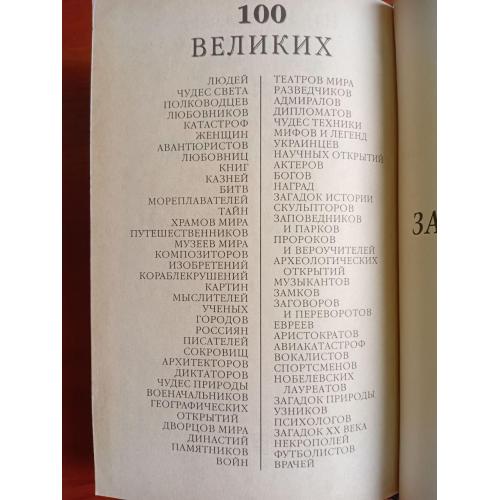 100
ВЕЛИКИХ
ЛЮДЕЙ
ЧУДЕС СВЕТА
ПОЛКОВОДЦЕВ
ЛЮБОВНИКОВ
КАТАСТРОФ
ЖЕНЩИН
АВАНТЮРИСТОВ
ЛЮБОВНИЦ
КНИГ
КАЗНЕЙ
БИТВ
МОРЕПЛАВАТЕЛЕЙ
ТАЙН
ХРАМОВ МИРА
ПУТЕШЕСТВЕННИКОВ
МУЗЕЕВ МИРА
КОМПОЗИТОРОВ
ИЗОБРЕТЕНИЙ
КОРАБЛЕКРУШЕНИЙ
КАРТИН
МЫСЛИТЕЛЕЙ
УЧЕНЫХ
ГОРОДОВ
РОССИЯН
ПИСАТЕЛЕЙ
СОКРОВИЩ
АРХИТЕКТОРОВ
ДИКТАТОРОВ
ЧУДЕС ПРИРОДЫ
ВОЕНАЧАЛЬНИКОВ
ГЕОГРАФИЧЕСКИХ
ОТКРЫТИЙ
ДВОРЦОВ МИРА
ДИНАСТИЙ
ПАМЯТНИКОВ
ВОЙН
ТЕАТРОВ МИРА
РАЗВЕДЧИКОВ
АДМИРАЛОВ
ДИПЛОМАТОВ
ЧУДЕС ТЕХНИКИ
МИФОВ И ЛЕГЕНД
УКРАИНЦЕВ
НАУЧНЫХ ОТКРЫТИЙ
АКТЕРОВ
БОГОВ
НАГРАД
ЗАГАДОК ИСТОРИИ
СКУЛЬПТОРОВ
ЗАПОВЕДНИКОВ
И ПАРКОВ
ПРОРОКОВ
И ВЕРОУЧИТЕЛЕЙ
АРХЕОЛОГИЧЕСКИХ
ОТКРЫТИЙ
МУЗЫКАНТОВ
ЗАМКОВ
ЗАГОВОРОВ
И ПЕРЕВОРОТОВ
ЕВРЕЕВ
АРИСТОКРАТОВ
АВИАКАТАСТРОФ
ВОКАЛИСТОВ
СПОРТСМЕНОВ
НОБЕЛЕВСКИХ
ЛАУРЕАТОВ
ЗАГАДОК ПРИРОДЫ
УЗНИКОВ
ПСИХОЛОГОВ
ЗАГАДОК XX ВЕКА
НЕКРОПОЛЕЙ
ФУТБОЛИСТОВ
ВРАЧЕЙ
ЗА